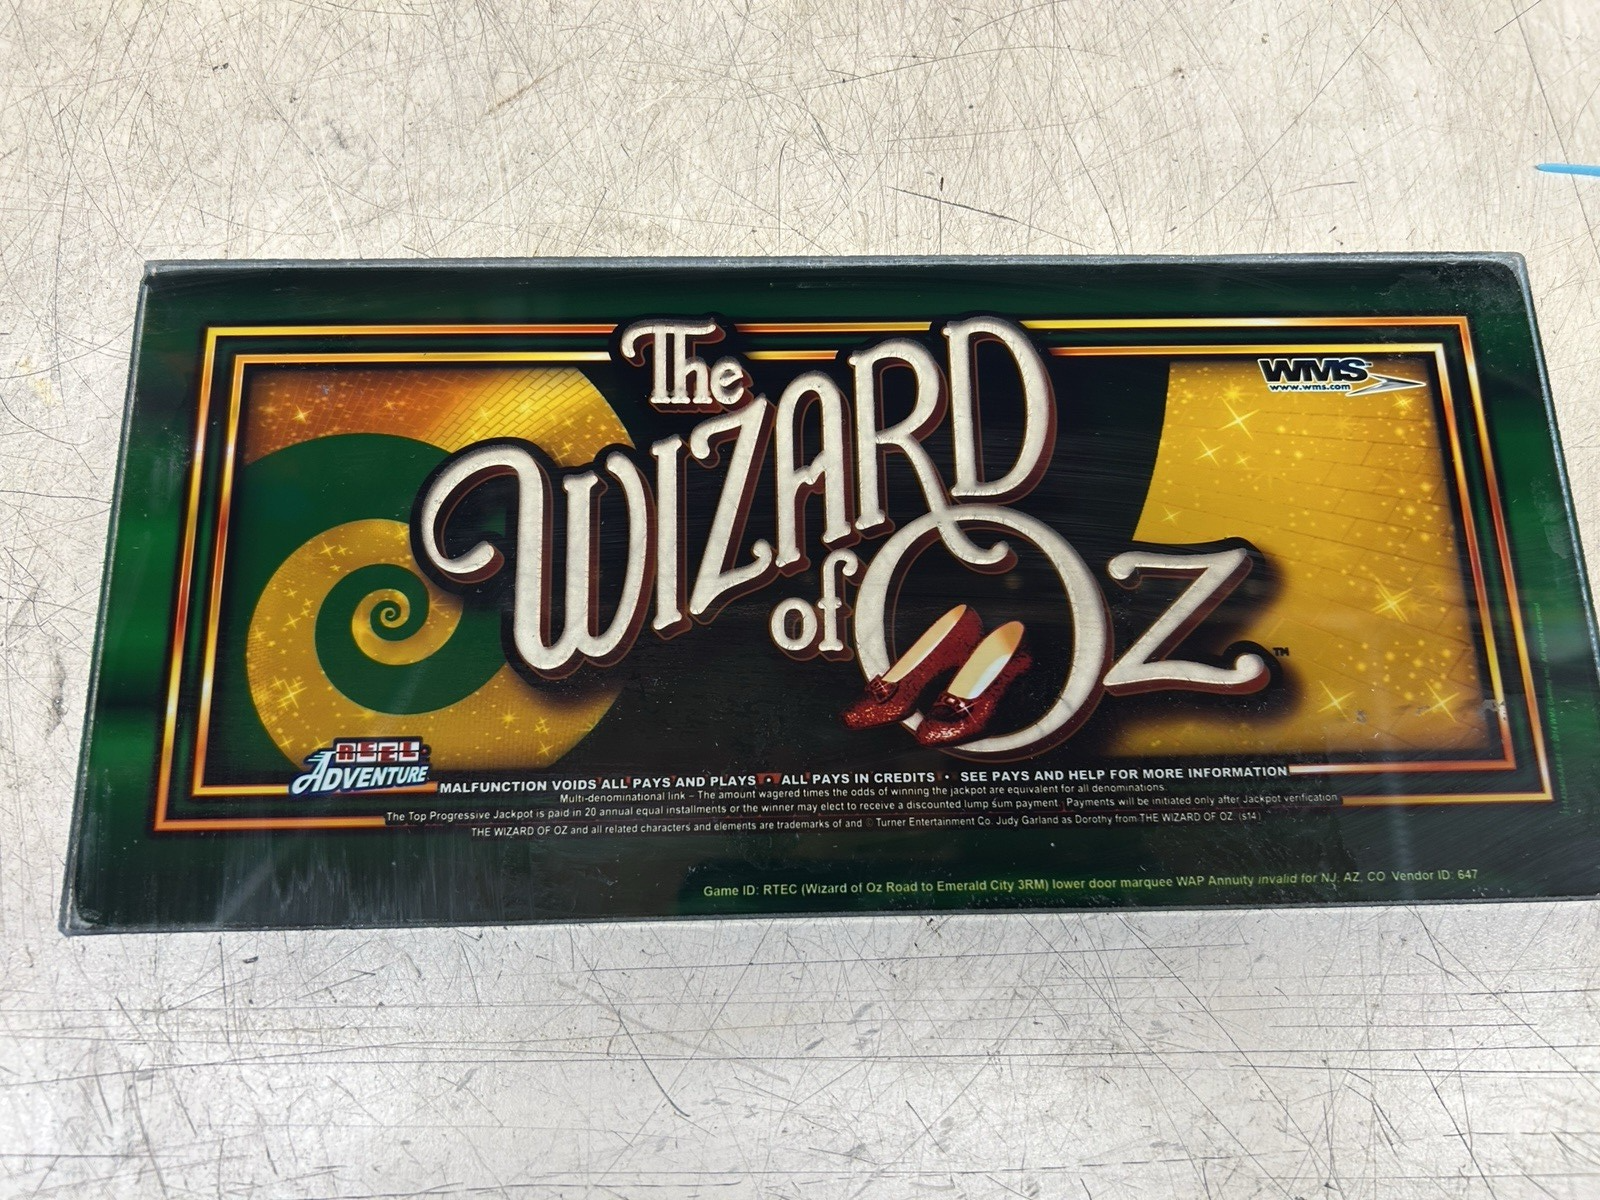 The
WIZARD
of OZ
TM
WMS
www.wms.com
REEL
ADVENTURE
MALFUNCTION VOIDS ALL PAYS AND PLAYS • ALL PAYS IN CREDITS • SEE PAYS AND HELP FOR MORE INFORMATION
Multi-denominational link – The amount wagered times the odds of winning the jackpot are equivalent for all denominations.
The Top Progressive Jackpot is paid in 20 annual equal installments or the winner may elect to receive a discounted lump sum payment. Payments will be initiated only after Jackpot verification
THE WIZARD OF OZ and all related characters and elements are trademarks of and © Turner Entertainment Co. Judy Garland as Dorothy from THE WIZARD OF OZ. (s14)
Game ID: RTEC (Wizard of Oz Road to Emerald City 3RM) lower door marquee WAP Annuity invalid for NJ, AZ, CO Vendor ID: 647